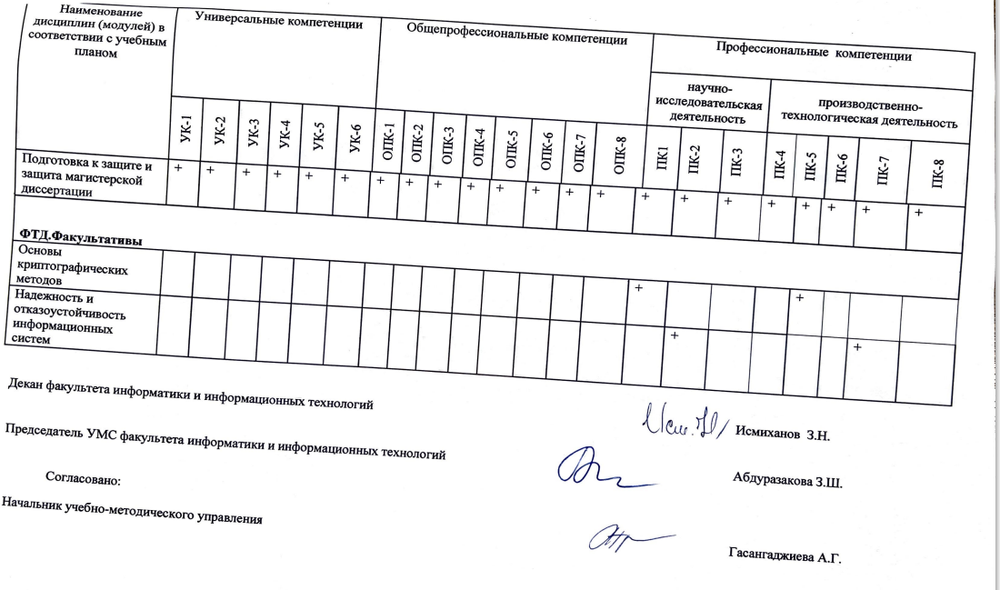 Наименование
дисциплин (модулей) в
соответствии с учебным
планом
Универсальные компетенции
Общепрофессиональные компетенции
Профессиональные компетенции
научно-
исследовательская
деятельность
производственно-
технологическая деятельность
УК-1 УК-2 УК-3 УК-4 УК-5 УК-6 ОПК-1 ОПК-2 ОПК-3 ОПК-4 ОПК-5 ОПК-6 ОПК-7 ОПК-8 ПК1 ПК-2 ПК-3 ПК-4 ПК-5 ПК-6 ПК-7 ПК-8
Подготовка к защите и
защита магистерской
диссертации
+ + + + + + + + + + + + + + + + + + + + + +
ФТД.Факультативы
Основы
криптографических
методов
+ +
Надежность и
отказоустойчивость
информационных
систем
+ +
Декан факультета информатики и информационных технологий
Исмиханов З.Н.
Председатель УМС факультета информатики и информационных технологий
Абдуразакова З.Ш.
Согласовано:
Начальник учебно-методического управления
Гасангаджиева А.Г.